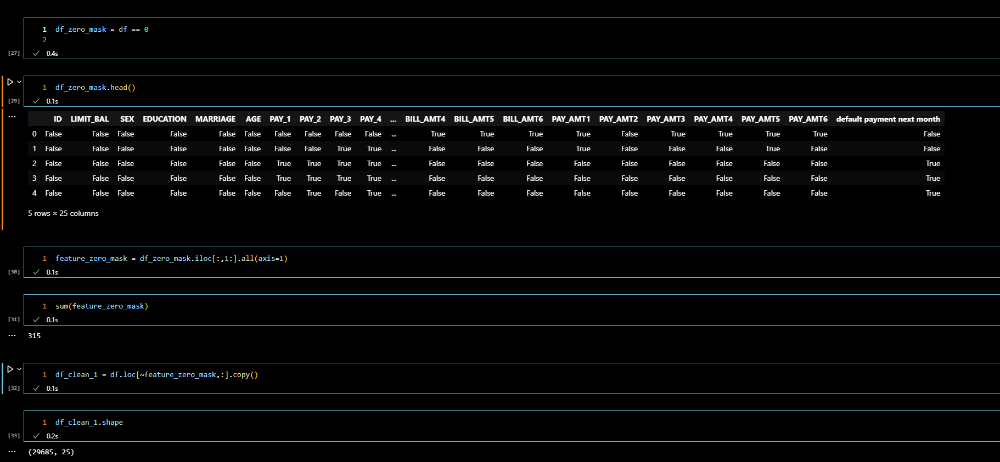 1 df_zero_mask = df == 0
2
[27] 0.4s
1 df_zero_mask.head()
[29] 0.1s
... ID LIMIT_BAL SEX EDUCATION MARRIAGE AGE PAY_1 PAY_2 PAY_3 PAY_4 ... BILL_AMT4 BILL_AMT5 BILL_AMT6 PAY_AMT1 PAY_AMT2 PAY_AMT3 PAY_AMT4 PAY_AMT5 PAY_AMT6 default payment next month
0 False False False False False False False False False False ... True True True True False True True True True False
1 False False False False False False False False True True ... False False False True False False False True False False
2 False False False False False False True True True True ... False False False False False False False False False True
3 False False False False False False True True True True ... False False False False False False False False False True
4 False False False False False False False True False True ... False False False False False False False False False True
5 rows × 25 columns
1 feature_zero_mask = df_zero_mask.iloc[:,1:].all(axis=1)
[30] 0.1s
1 sum(feature_zero_mask)
[31] 0.1s
... 315
1 df_clean_1 = df.loc[~feature_zero_mask,:].copy()
[32] 0.1s
1 df_clean_1.shape
[33] 0.2s
... (29685, 25)